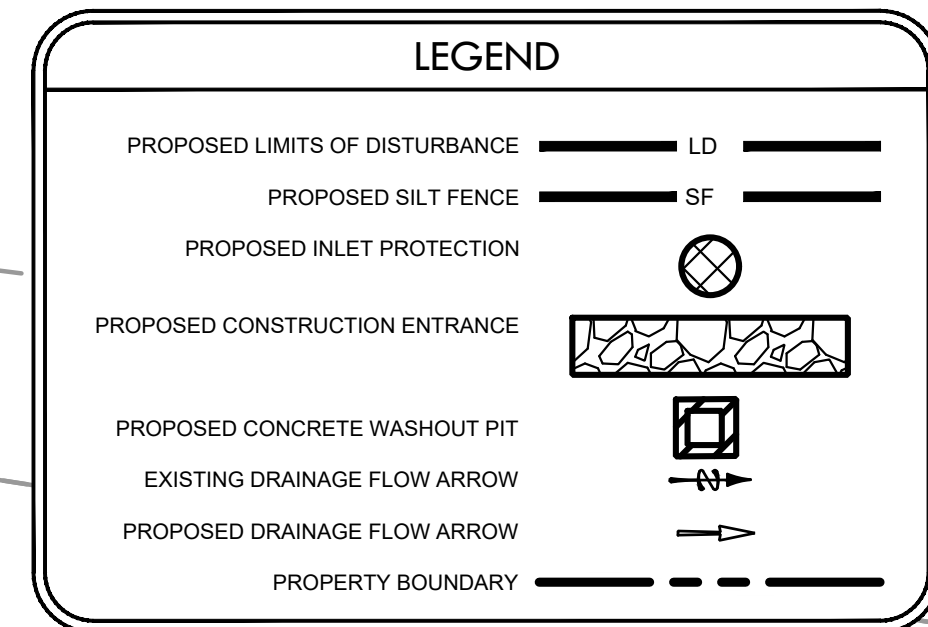 LEGEND
PROPOSED LIMITS OF DISTURBANCE LD
PROPOSED SILT FENCE SF
PROPOSED INLET PROTECTION
PROPOSED CONSTRUCTION ENTRANCE
PROPOSED CONCRETE WASHOUT PIT
EXISTING DRAINAGE FLOW ARROW
PROPOSED DRAINAGE FLOW ARROW
PROPERTY BOUNDARY